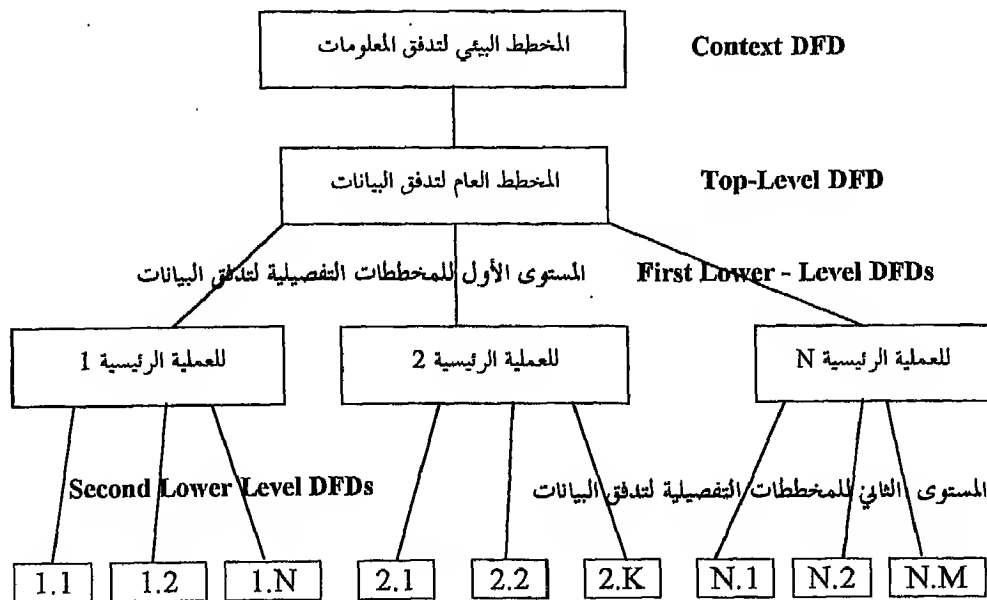 المخطط البيئي لتدفق المعلومات
Context DFD
المخطط العام لتدفق البيانات
Top-Level DFD
المستوى الأول للمخططات التفصيلية لتدفق البيانات
First Lower - Level DFDs
للعملية الرئيسية 1
للعملية الرئيسية 2
للعملية الرئيسية N
Second Lower Level DFDs
المستوى الثاني للمخططات التفصيلية لتدفق البيانات
1.1
1.2
1.N
2.1
2.2
2.K
N.1
N.2
N.M